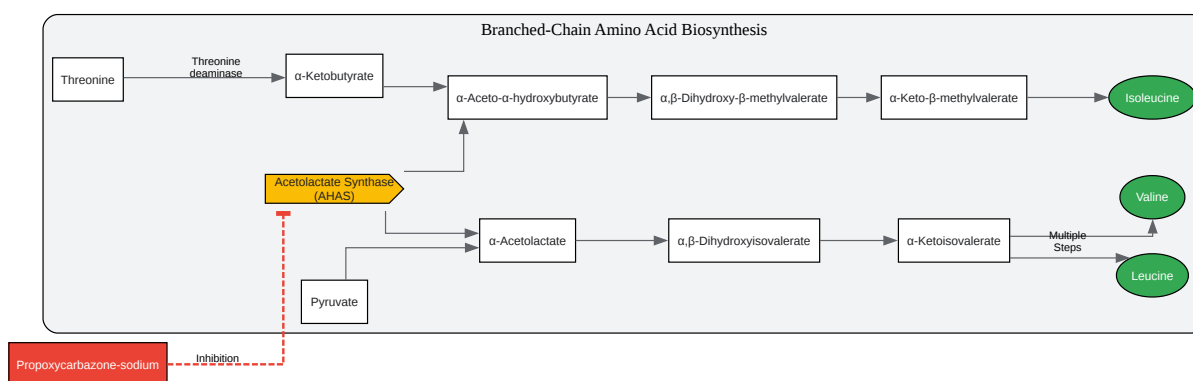 Branched-Chain Amino Acid Biosynthesis
Threonine
Threonine
deaminase
α-Ketobutyrate
α-Aceto-α-hydroxybutyrate
α,β-Dihydroxy-β-methylvalerate
α-Keto-β-methylvalerate
Isoleucine
Acetolactate Synthase
(AHAS)
Valine
α-Acetolactate
α,β-Dihydroxyisovalerate
α-Ketoisovalerate
Multiple
Steps
Leucine
Pyruvate
Propoxycarbazone-sodium
Inhibition